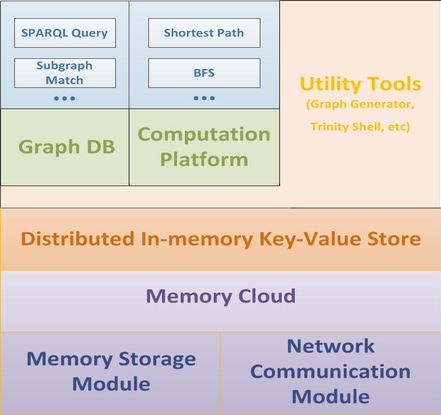 SPARQL Query
Shortest Path
Subgraph
Match
BFS
...
...
Utility Tools
(Graph Generator,
Trinity Shell, etc)
Graph DB
Computation
Platform
Distributed In-memory Key-Value Store
Memory Cloud
Memory Storage
Module
Network
Communication
Module